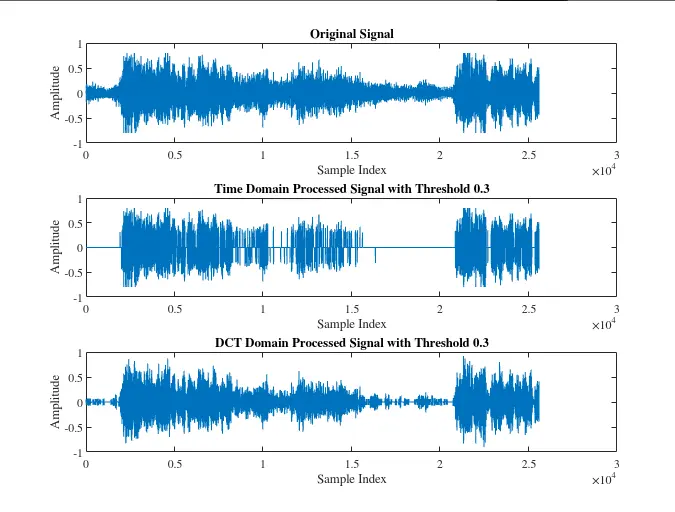 Original Signal
1
0.5
0
-0.5
-1
Amplitude
0 0.5 1 1.5 2 2.5 3
Sample Index
×10^4
Time Domain Processed Signal with Threshold 0.3
1
0.5
0
-0.5
-1
Amplitude
0 0.5 1 1.5 2 2.5 3
Sample Index
×10^4
DCT Domain Processed Signal with Threshold 0.3
1
0.5
0
-0.5
-1
Amplitude
0 0.5 1 1.5 2 2.5 3
Sample Index
×10^4